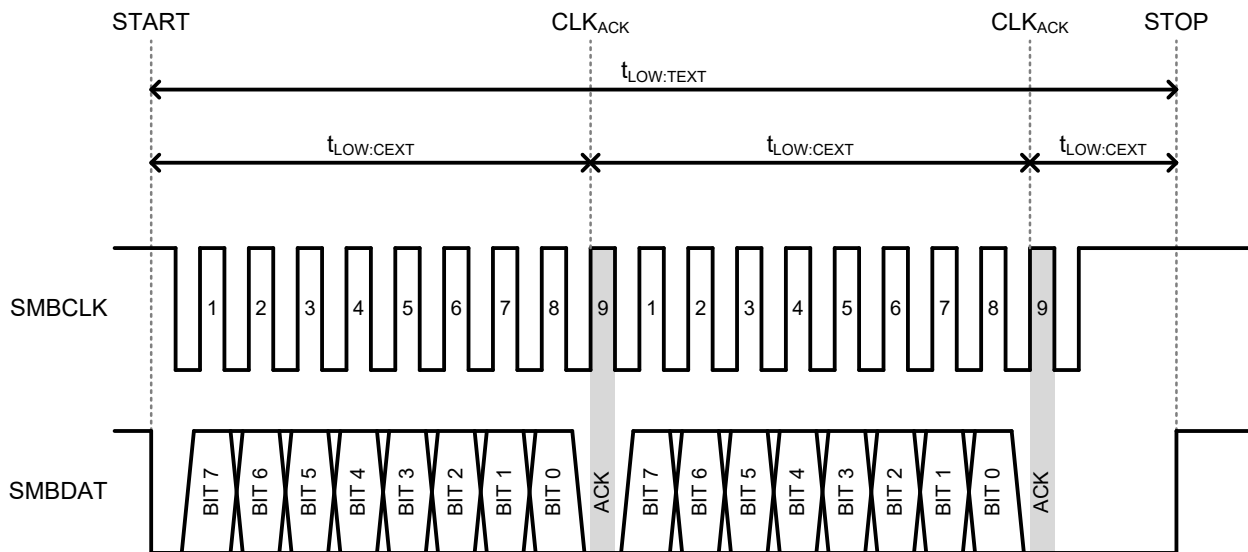 START CLKACK CLKACK STOP
tLOW:TEXT
tLOW:CEXT tLOW:CEXT tLOW:CEXT
SMBCLK 1 2 3 4 5 6 7 8 9 1 2 3 4 5 6 7 8 9
SMBDAT BIT 7 BIT 6 BIT 5 BIT 4 BIT 3 BIT 2 BIT 1 BIT 0 ACK BIT 7 BIT 6 BIT 5 BIT 4 BIT 3 BIT 2 BIT 1 BIT 0 ACK